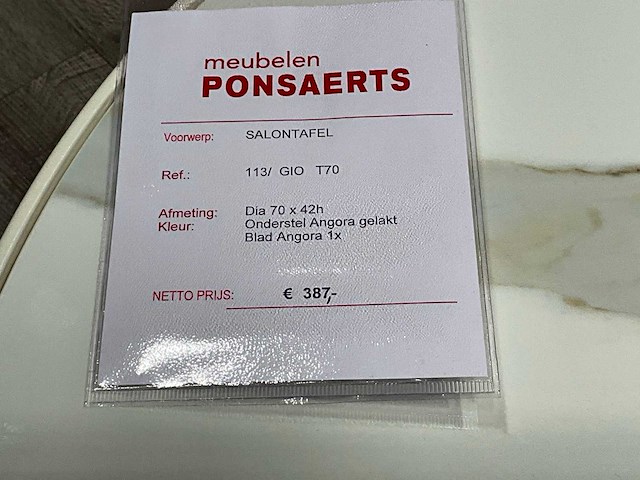 meubelen
PONSAERTS
Voorwerp: SALONTAFEL
Ref.: 113/ GIO T70
Afmeting: Dia 70 x 42h
Kleur: Onderstel Angora gelakt
Blad Angora 1x
NETTO PRIJS: € 387,-